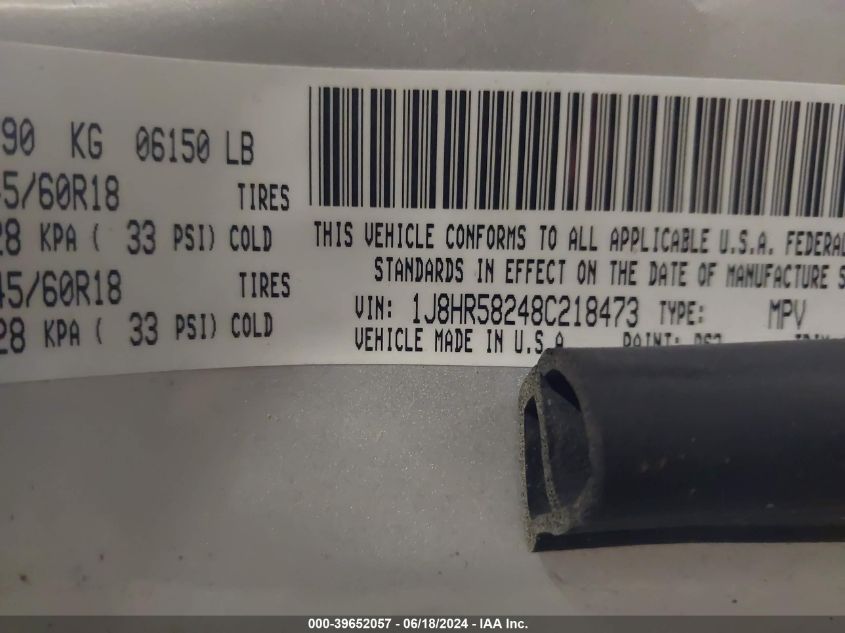 90 KG 06150 LB
5/60R18 TIRES
28 KPA ( 33 PSI) COLD
45/60R18 TIRES
28 KPA ( 33 PSI) COLD
THIS VEHICLE CONFORMS TO ALL APPLICABLE U.S.A. FEDERAL
STANDARDS IN EFFECT ON THE DATE OF MANUFACTURE S
VIN: 1J8HR58248C218473 TYPE: MPV
VEHICLE MADE IN U.S.A
PAINT:
000-39652057 - 06/18/2024 - IAA Inc.